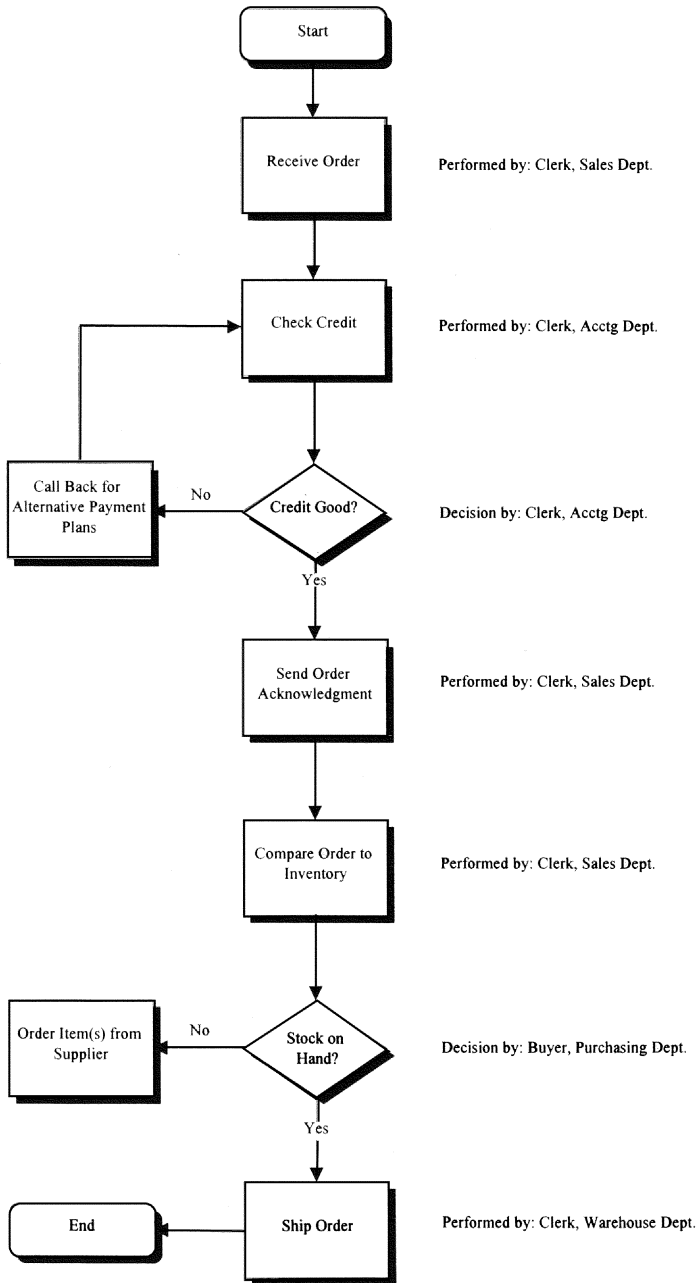 Start
Receive Order
Performed by: Clerk, Sales Dept.
Check Credit
Performed by: Clerk, Acctg Dept.
Call Back for
Alternative Payment
Plans
No
Credit Good?
Decision by: Clerk, Acctg Dept.
Yes
Send Order
Acknowledgment
Performed by: Clerk, Sales Dept.
Compare Order to
Inventory
Performed by: Clerk, Sales Dept.
Order Item(s) from
Supplier
No
Stock on
Hand?
Decision by: Buyer, Purchasing Dept.
Yes
End
Ship Order
Performed by: Clerk, Warehouse Dept.